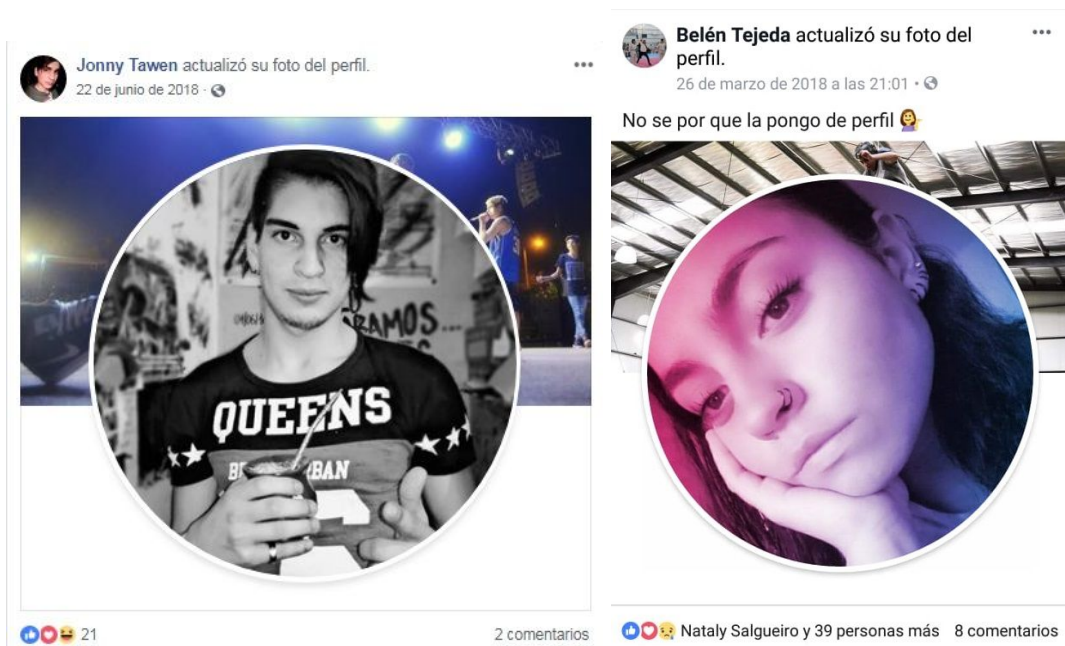 Jonny Tawen actualizó su foto del perfil.
22 de junio de 2018 ·
QUEENS
BAN
RAMOS...
21
2 comentarios
Belén Tejeda actualizó su foto del
perfil.
26 de marzo de 2018 a las 21:01 •
No se por que la pongo de perfil 💁
Nataly Salgueiro y 39 personas más
8 comentarios